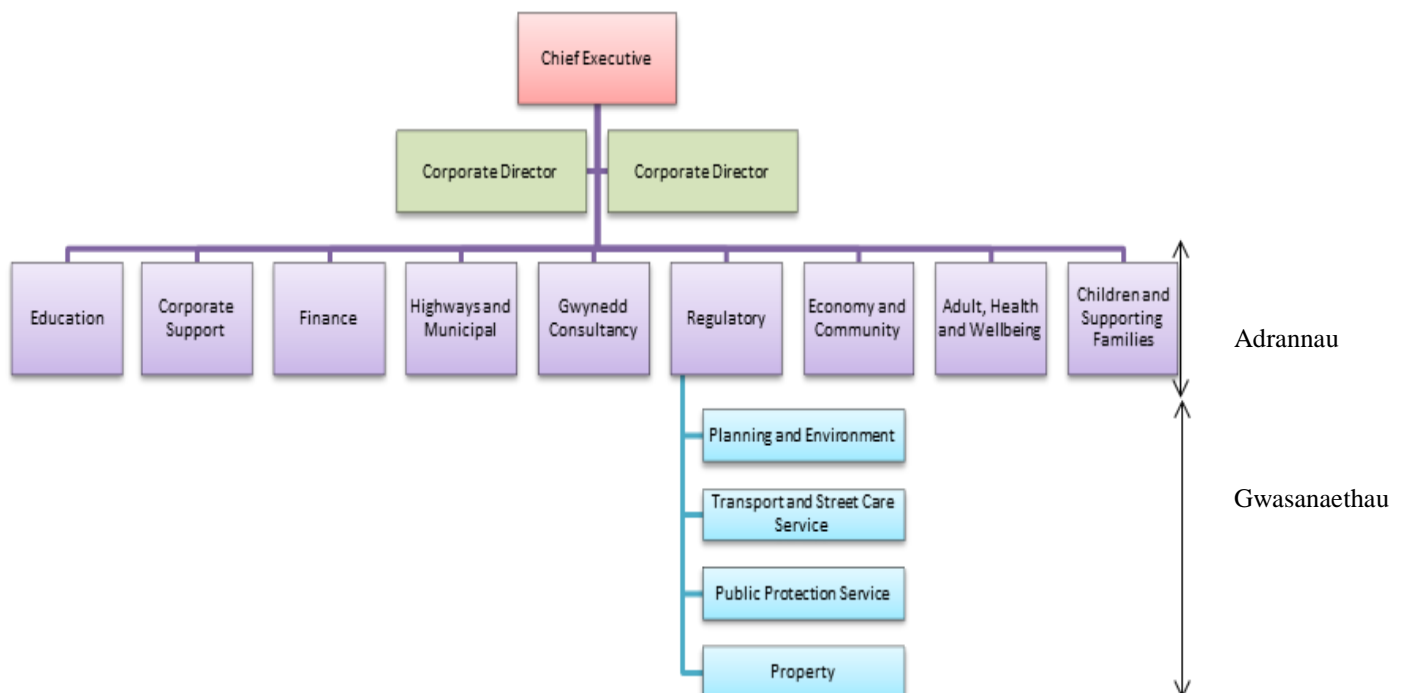 Chief Executive
Corporate Director
Corporate Director
Education
Corporate
Support
Finance
Highways and
Municipal
Gwynedd
Consultancy
Regulatory
Economy and
Community
Adult, Health
and Wellbeing
Children and
Supporting
Families
Adrannau
Planning and Environment
Transport and Street Care
Service
Gwasanaethau
Public Protection Service
Property